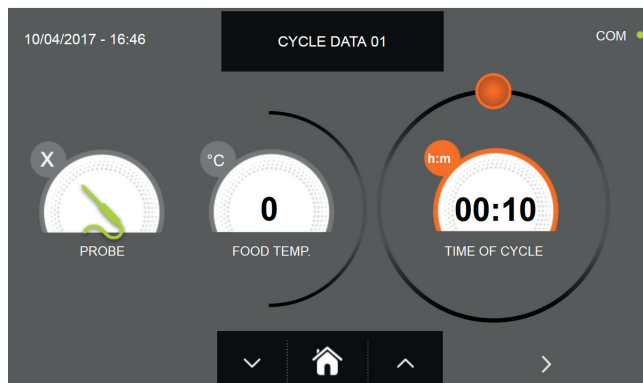 10/04/2017 - 16:46
CYCLE DATA 01
COM
X
°C
h:m
0
00:10
PROBE
FOOD TEMP.
TIME OF CYCLE